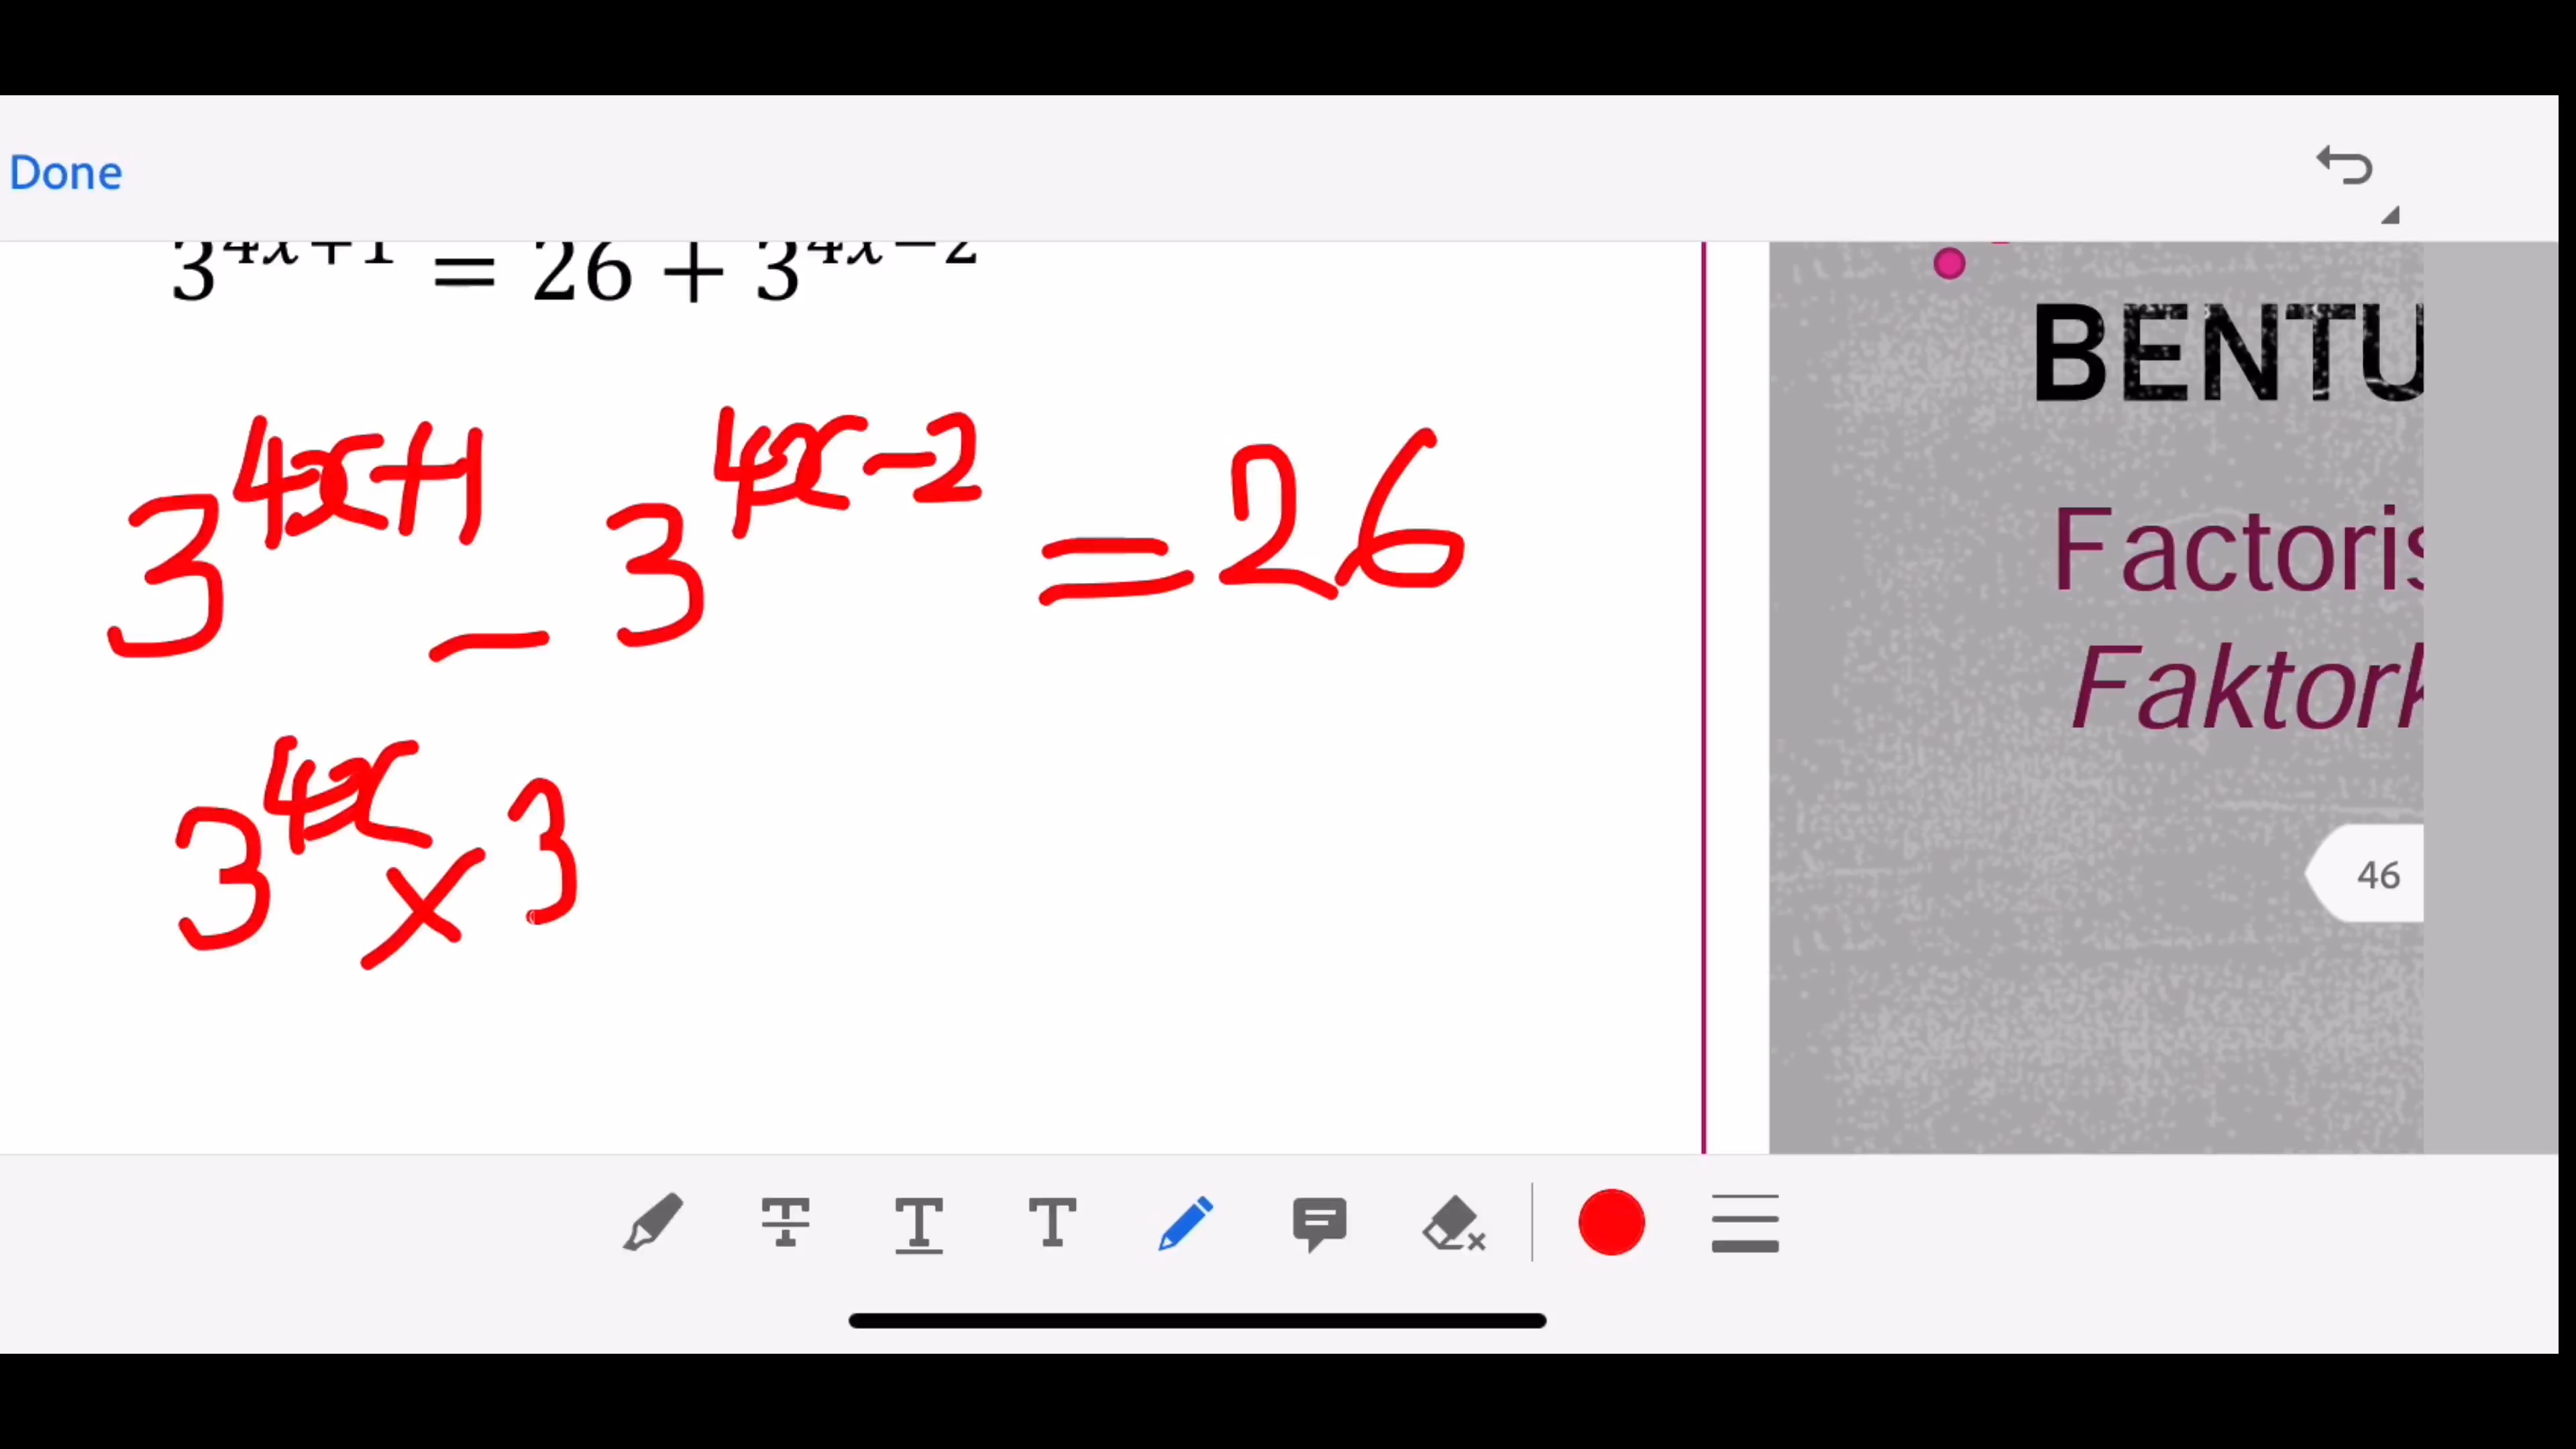 Done
3^{4x+1} = 26 + 3^{4x-2}
3^{4x+1} - 3^{4x-2} = 26
3^{4x} × 3
BENTU
Factoris
Faktork
46